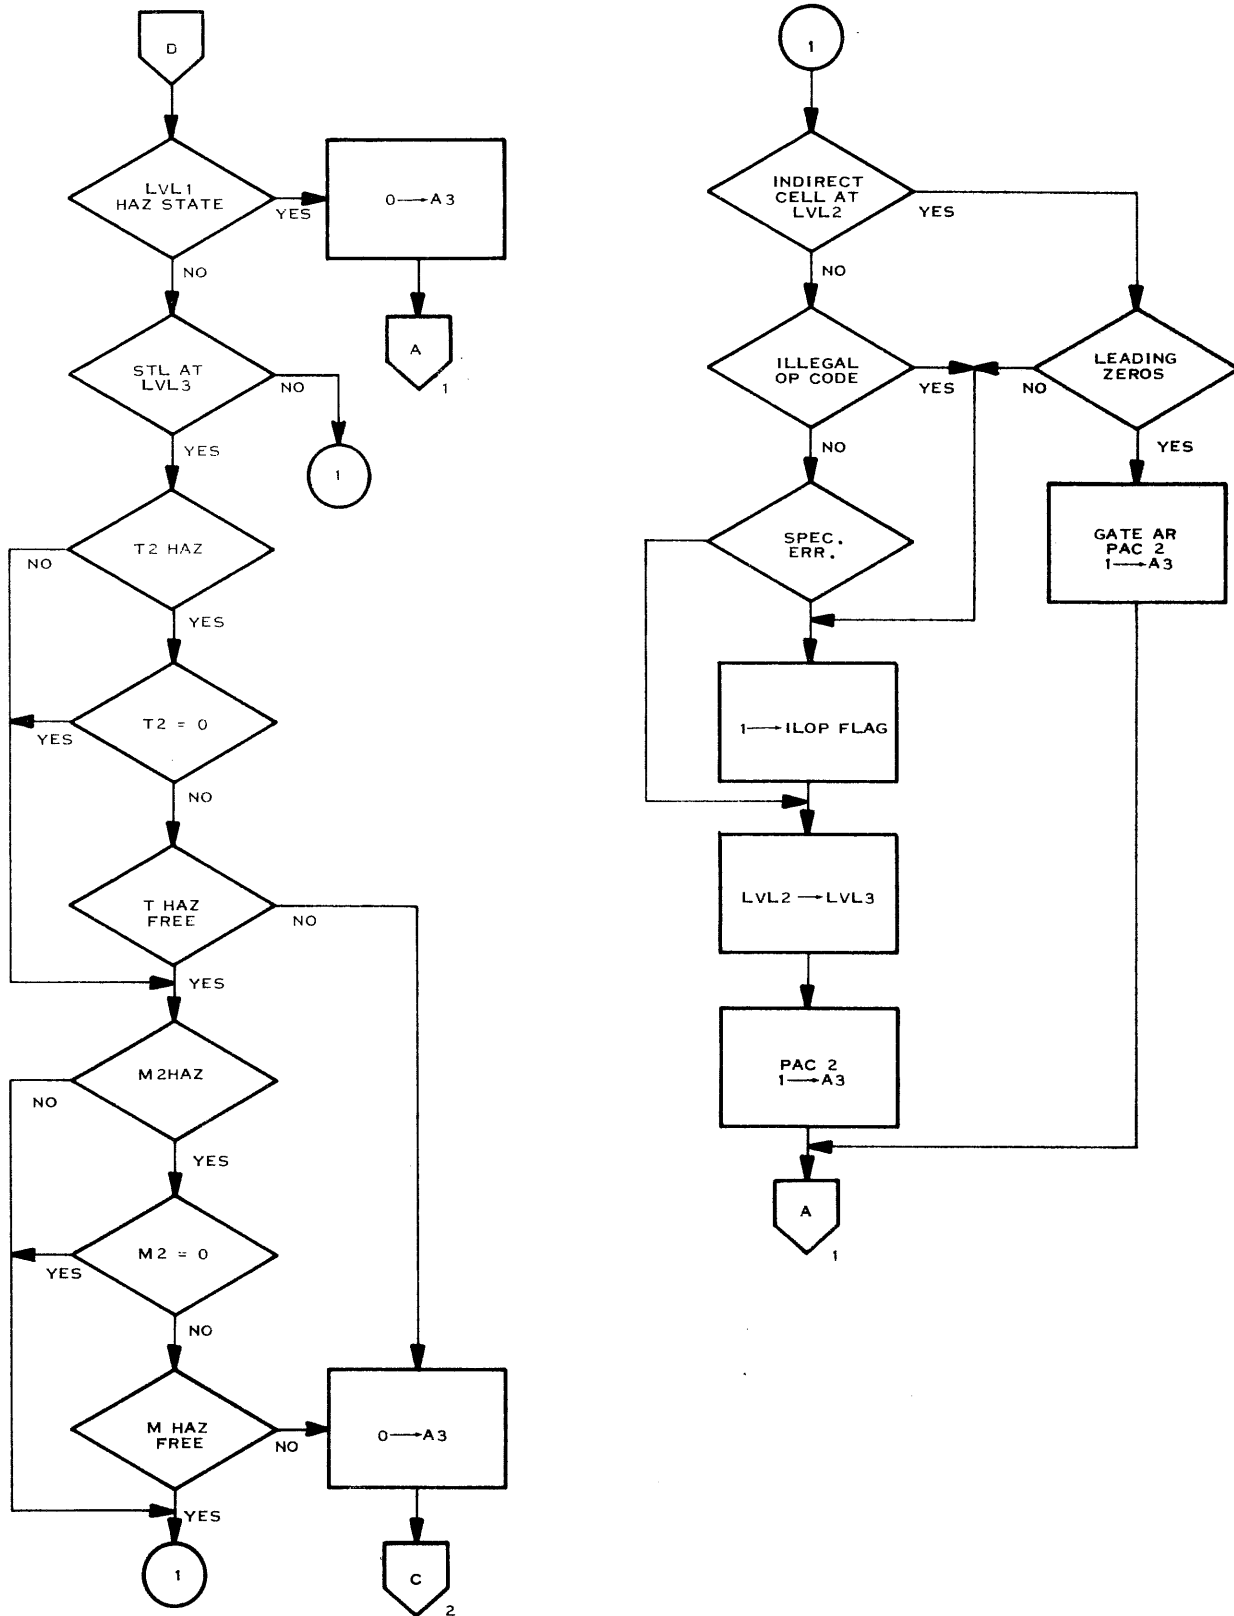 D
LVL1
HAZ STATE
YES
0→A3
NO
A
1
STL AT
LVL3
NO
YES
1
T2 HAZ
NO
YES
T2 = 0
YES
NO
T HAZ
FREE
NO
YES
M2HAZ
NO
YES
M2 = 0
YES
NO
M HAZ
FREE
NO
0→A3
YES
1
C
2
1
INDIRECT
CELL AT
LVL2
YES
NO
ILLEGAL
OP CODE
YES
NO
LEADING
ZEROS
NO
YES
SPEC.
ERR.
GATE AR
PAC 2
1→A3
1→ILOP FLAG
LVL2→LVL3
PAC 2
1→A3
A
1